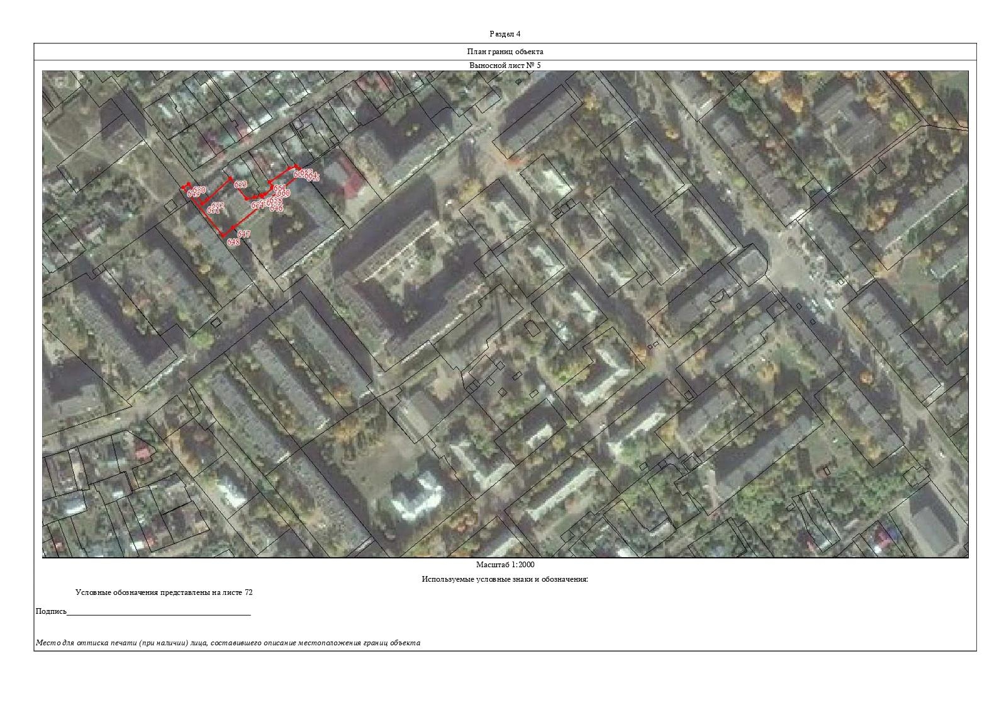 Раздел 4
План границ объекта
Выносной лист № 5
664
650
653
661
660
649
658
652
654
651
646
647
648
Масштаб 1:2000
Используемые условные знаки и обозначения:
Условные обозначения представлены на листе 72
Подпись
Место для оттиска печати (при наличии) лица, составившего описание местоположения границ объекта